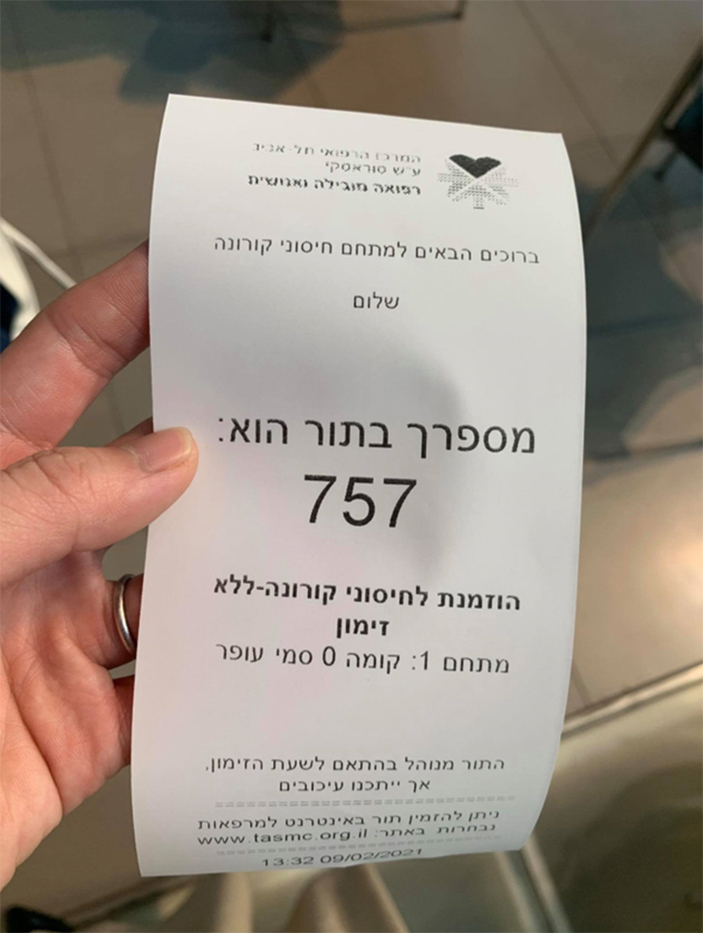 המרכז הרפואי תל-אביב
ע"ש סוראסקי
רפואה מובילה ואנושית
ברוכים הבאים למתחם חיסוני קורונה
שלום
מספרך בתור הוא:
757
הוזמנת לחיסוני קורונה-ללא
זימון
מתחם 1: קומה 0 סמי עופר
התור מנוהל בהתאם לשעת הזימון,
אך ייתכנו עיכובים
ניתן להזמין תור באינטרנט למרפאות
נבחרות באתר: www.tasmc.org.il
13:32 09/02/2021